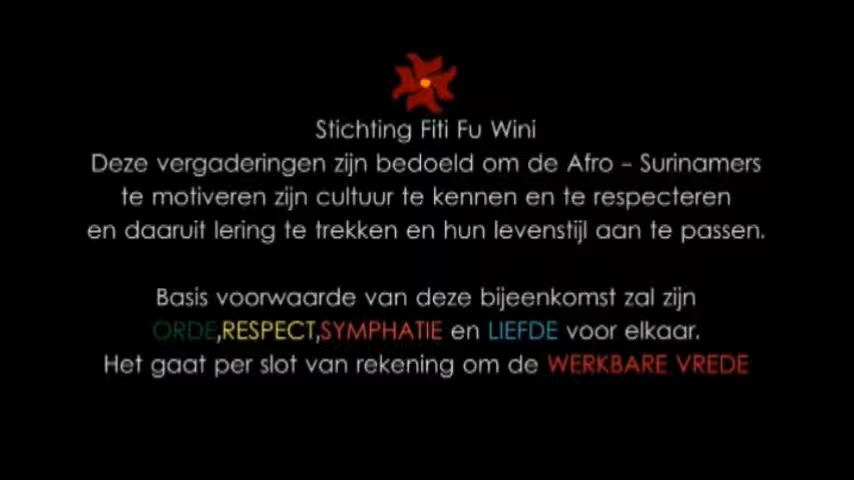 Stichting Fiti Fu Wini
Deze vergaderingen zijn bedoeld om de Afro - Surinamers
te motiveren zijn cultuur te kennen en te respecteren
en daaruit lering te trekken en hun levenstijl aan te passen.
Basis voorwaarde van deze bijeenkomst zal zijn
ORDE,RESPECT,SYMPHATIE en LIEFDE voor elkaar.
Het gaat per slot van rekening om de WERKBARE VREDE